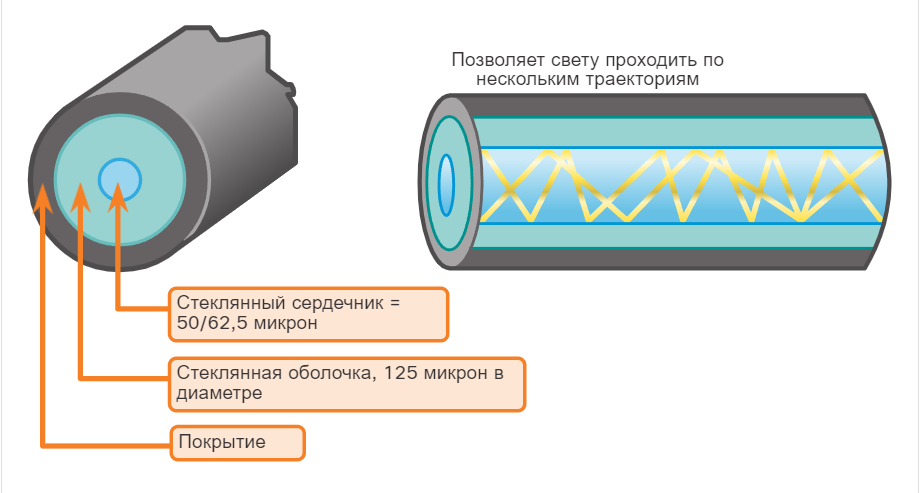 Позволяет свету проходить по
нескольким траекториям
Стеклянный сердечник =
50/62,5 микрон
Стеклянная оболочка, 125 микрон в
диаметре
Покрытие